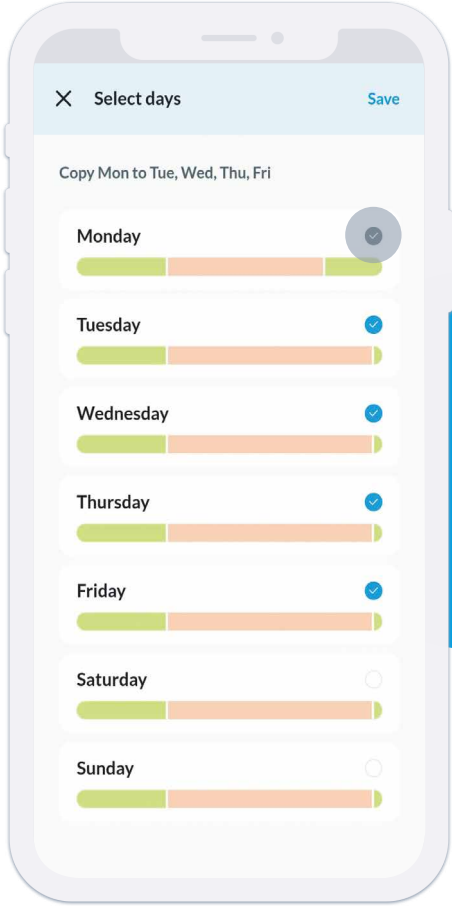 Select days Save
Copy Mon to Tue, Wed, Thu, Fri
Monday
Tuesday
Wednesday
Thursday
Friday
Saturday
Sunday